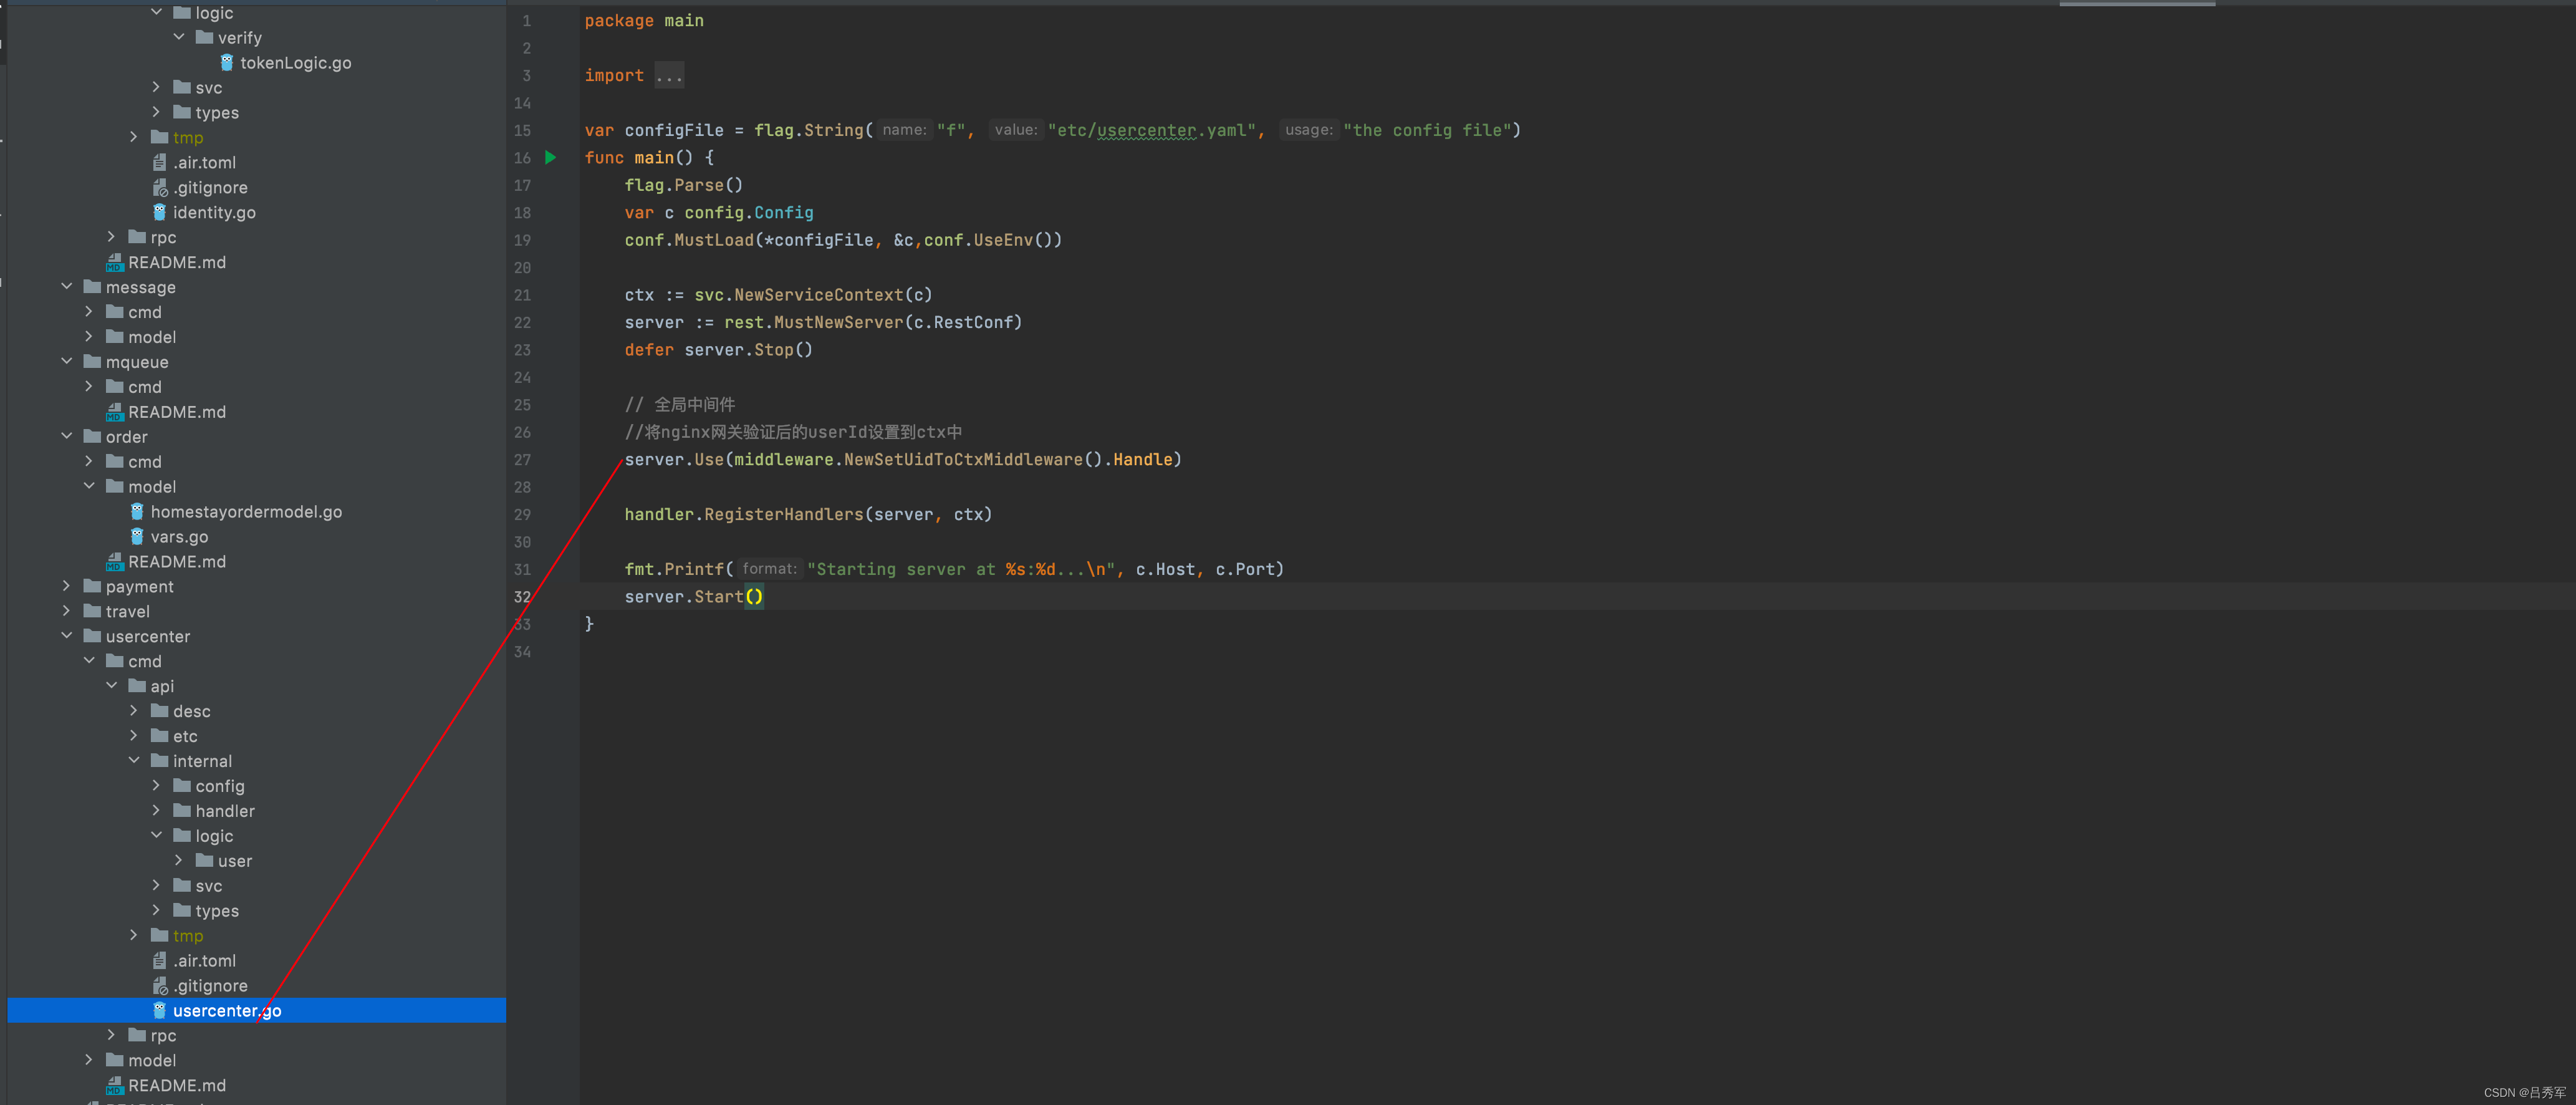 logic
verify
tokenLogic.go
svc
types
tmp
.air.toml
.gitignore
identity.go
rpc
README.md
message
cmd
model
mqueue
cmd
README.md
order
cmd
model
homestayordermodel.go
vars.go
README.md
payment
travel
usercenter
cmd
api
desc
etc
internal
config
handler
logic
user
svc
types
tmp
.air.toml
.gitignore
usercenter.go
rpc
model
README.md
1 package main
2
3 import ...
14
15 var configFile = flag.String( name: "f", value: "etc/usercenter.yaml", usage: "the config file")
16 func main() {
17 flag.Parse()
18 var c config.Config
19 conf.MustLoad(*configFile, &c,conf.UseEnv())
20
21 ctx := svc.NewServiceContext(c)
22 server := rest.MustNewServer(c.RestConf)
23 defer server.Stop()
24
25 // 全局中间件
26 //将nginx网关验证后的userId设置到ctx中
27 server.Use(middleware.NewSetUidToCtxMiddleware().Handle)
28
29 handler.RegisterHandlers(server, ctx)
30
31 fmt.Printf( format: "Starting server at %s:%d...\n", c.Host, c.Port)
32 server.Start()
33 }
34
CSDN @吕秀军